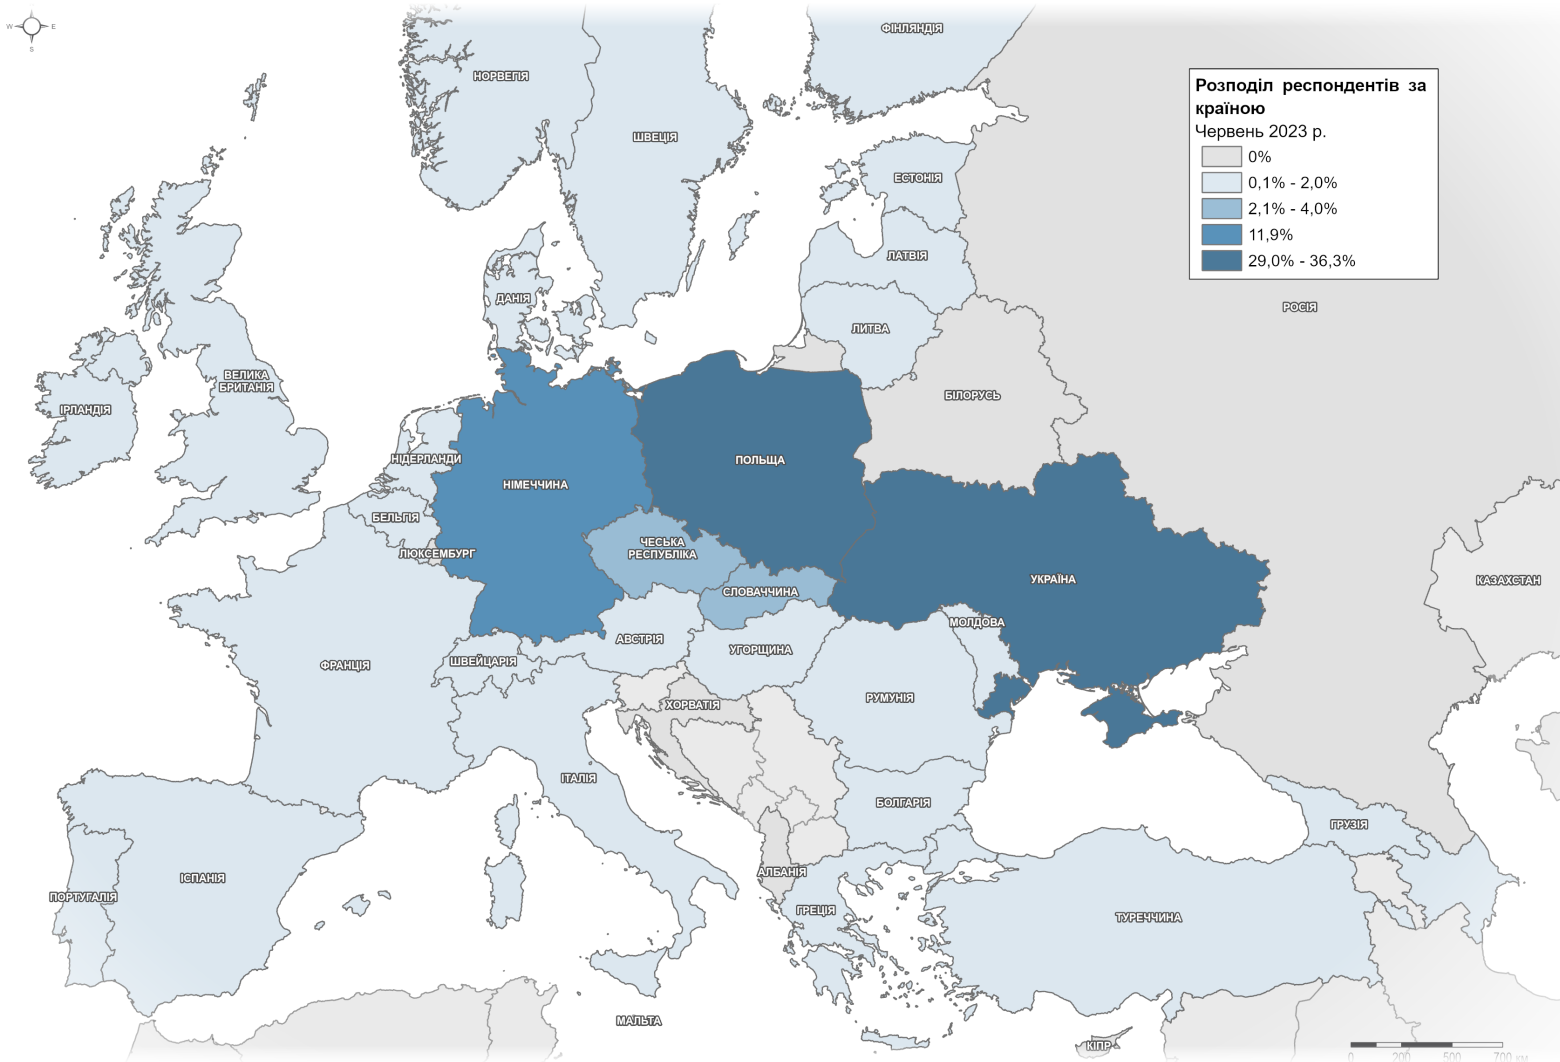 W E
S
ФІНЛЯНДІЯ
НОРВЕГІЯ
ШВЕЦІЯ
Розподіл респондентів за
країною
Червень 2023 р.
0%
0,1% - 2,0%
2,1% - 4,0%
11,9%
29,0% - 36,3%
ЕСТОНІЯ
ЛАТВІЯ
ДАНІЯ
РОСІЯ
ЛИТВА
ВЕЛИКА
БРИТАНІЯ
БІЛОРУСЬ
ІРЛАНДІЯ
НІДЕРЛАНДИ
ПОЛЬЩА
НІМЕЧЧИНА
БЕЛЬГІЯ
ЛЮКСЕМБУРГ
ЧЕСЬКА
РЕСПУБЛІКА
УКРАЇНА
КАЗАХСТАН
СЛОВАЧЧИНА
МОЛДОВА
АВСТРІЯ
УГОРЩИНА
ШВЕЙЦАРІЯ
ФРАНЦІЯ
РУМУНІЯ
ХОРВАТІЯ
ІТАЛІЯ
БОЛГАРІЯ
ГРУЗІЯ
АЛБАНІЯ
ІСПАНІЯ
ПОРТУГАЛІЯ
ГРЕЦІЯ
ТУРЕЧЧИНА
МАЛЬТА
КІПР
0 200 500 700 КМ